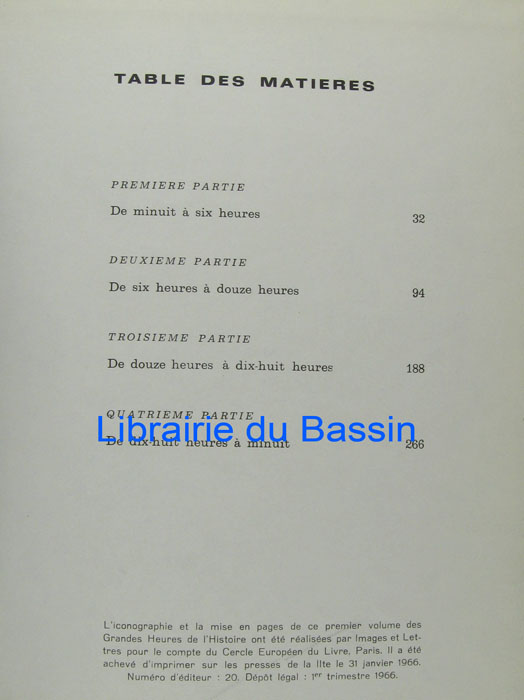 TABLE DES MATIERES
PREMIERE PARTIE
De minuit à six heures 32
DEUXIEME PARTIE
De six heures à douze heures 94
TROISIEME PARTIE
De douze heures à dix-huit heures 188
QUATRIEME PARTIE
Librairie du Bassin
De dix-huit heures à minuit 266
L'iconographie et la mise en pages de ce premier volume des
Grandes Heures de l'Histoire ont été réalisées par Images et Let-
tres pour le compte du Cercle Européen du Livre, Paris. Il a été
achevé d'imprimer sur les presses de la IIte le 31 janvier 1966.
Numéro d'éditeur : 20. Dépôt légal : 1er trimestre 1966.